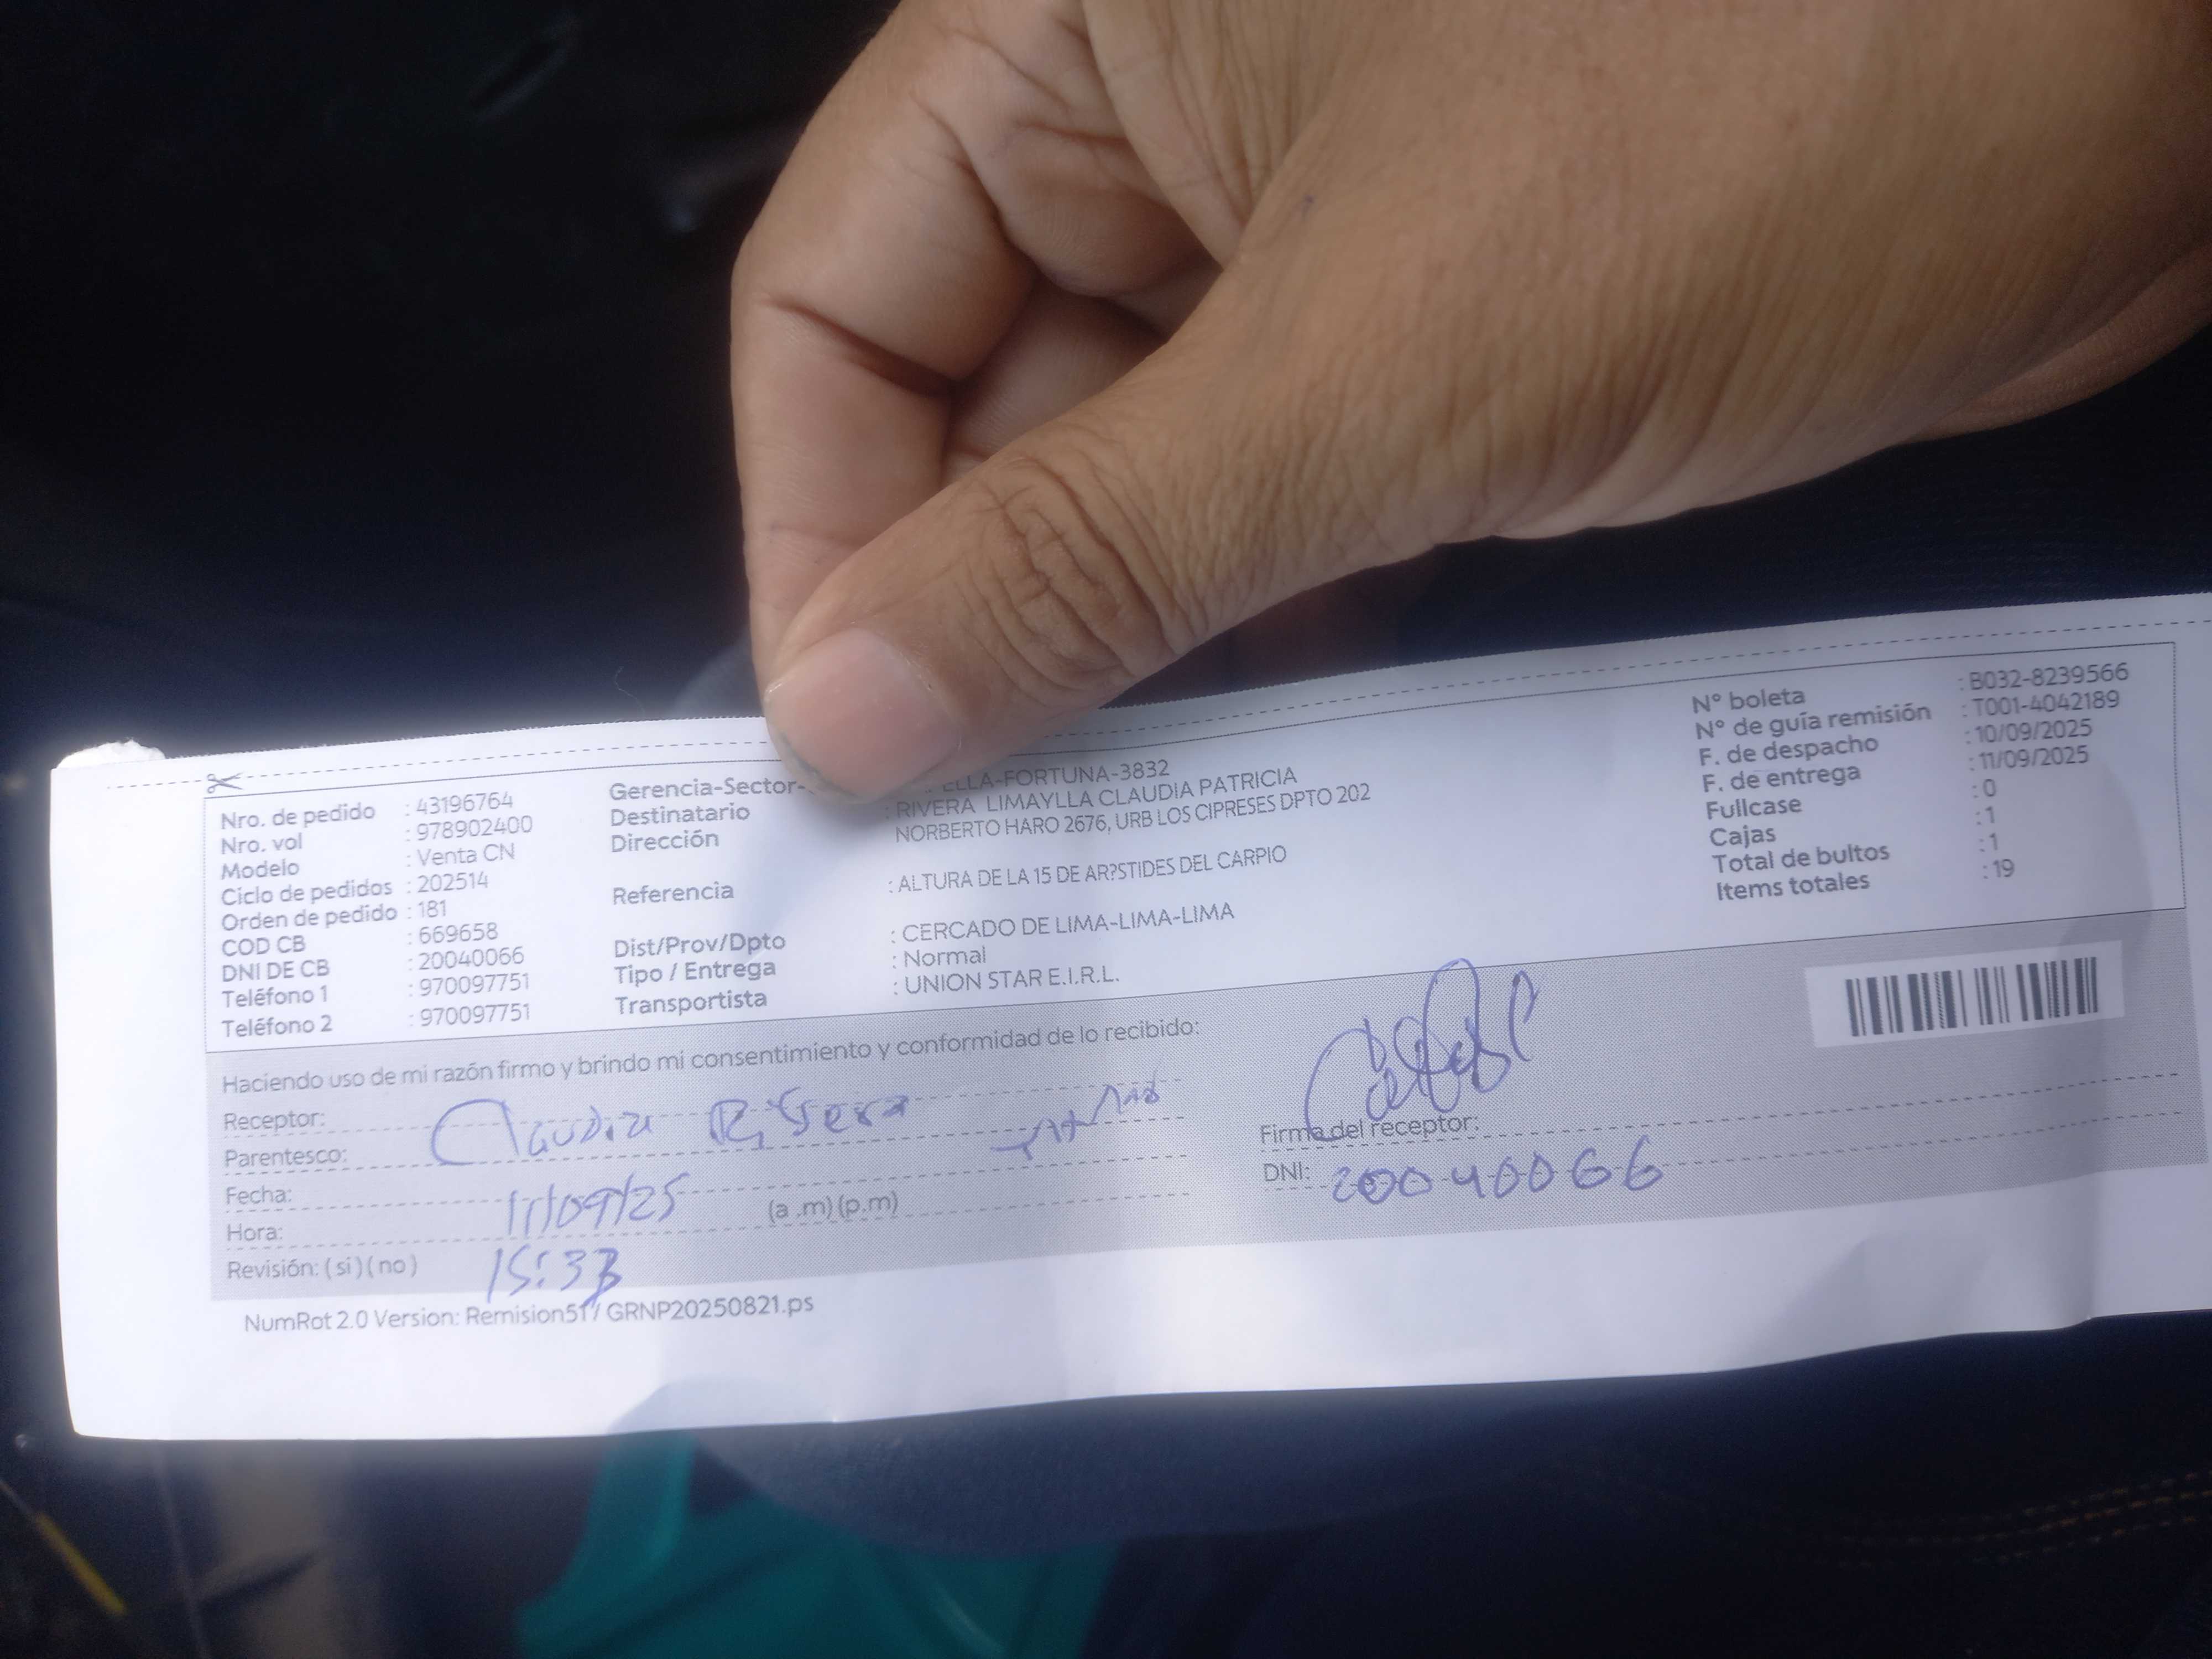 Nro. de pedido : 43196764
Nro. vol : 978902400
Modelo : Venta CN
Ciclo de pedidos : 202514
Orden de pedido : 181
COD CB : 669658
DNI DE CB : 20040066
Teléfono 1 : 970097751
Teléfono 2 : 970097751
Gerencia-Sector- ELLA-FORTUNA-3832
Destinatario : RIVERA LIMAYLLA CLAUDIA PATRICIA
Dirección NORBERTO HARO 2676, URB LOS CIPRESES DPTO 202
Referencia : ALTURA DE LA 15 DE AR?STIDES DEL CARPIO
Dist/Prov/Dpto : CERCADO DE LIMA-LIMA-LIMA
Tipo / Entrega : Normal
Transportista : UNION STAR E.I.R.L.
N° boleta : B032-8239566
N° de guía remisión : T001-4042189
F. de despacho : 10/09/2025
F. de entrega : 11/09/2025
Fullcase : 0
Cajas : 1
Total de bultos : 1
Items totales : 19
Haciendo uso de mi razón firmo y brindo mi consentimiento y conformidad de lo recibido:
Receptor: Claudia Rivera
Parentesco:
Fecha: 11/09/25
Hora: 15:33 (a .m) (p.m)
Revisión: ( si ) ( no )
Firma del receptor:
DNI: 20040066
NumRot 2.0 Version: Remision517 GRNP20250821.ps